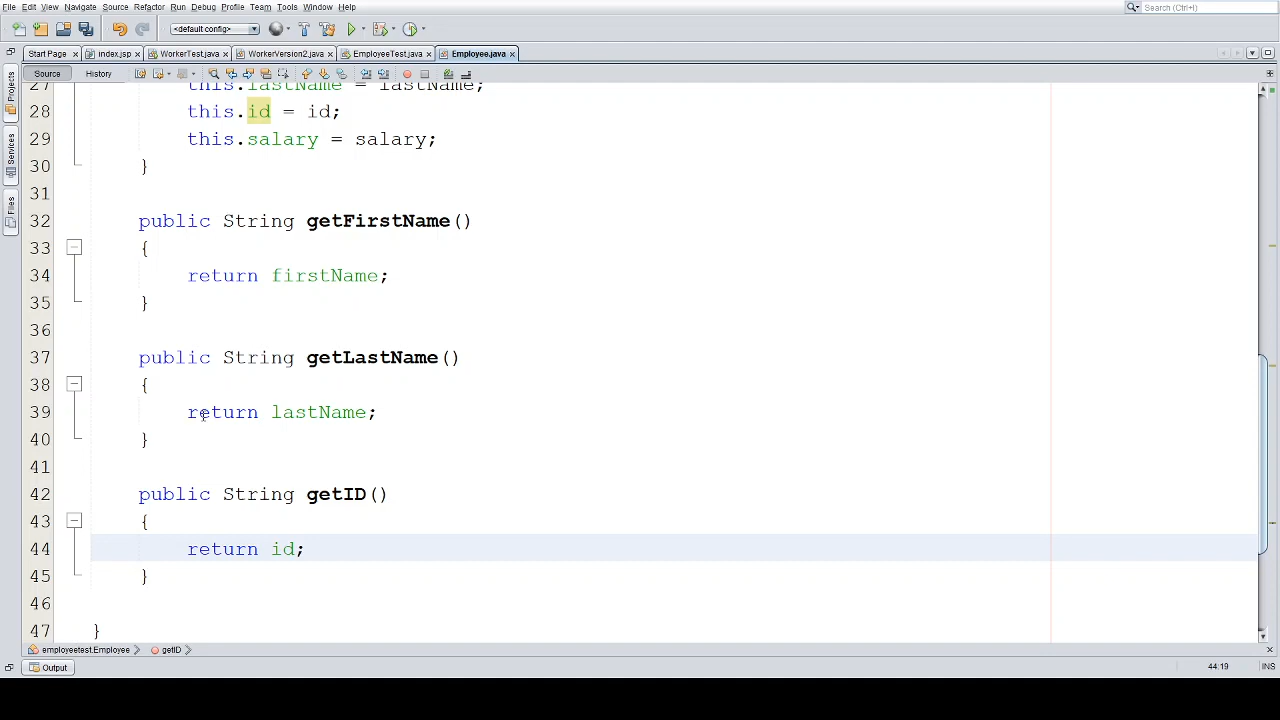 File Edit View Navigate Source Refactor Run Debug Profile Team Tools Window Help Search (Ctrl+I)
<default config>
Start Page index.jsp WorkerTest.java WorkerVersion2.java EmployeeTest.java Employee.java
Source History
Projects
Services
Files
27 this.lastName = lastName;
28 this.id = id;
29 this.salary = salary;
30 }
31
32 public String getFirstName()
33 {
34 return firstName;
35 }
36
37 public String getLastName()
38 {
39 return lastName;
40 }
41
42 public String getID()
43 {
44 return id;
45 }
46
47 }
employeetest.Employee getID
Output 44:19 INS